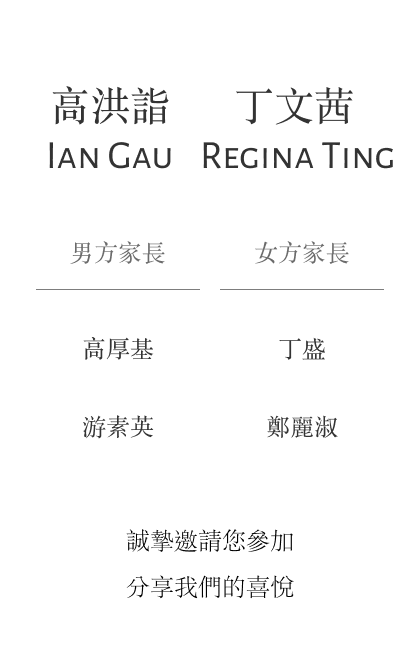 高洪詣 丁文茜
Ian Gau Regina Ting
男方家長 女方家長
高厚基 丁盛
游素英 鄭麗淑
誠摯邀請您參加
分享我們的喜悅